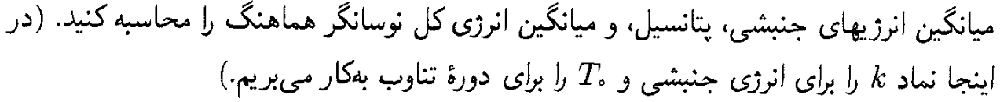 میانگین انرژیهای جنبشی، پتانسیل، و میانگین انرژی کل نوسانگر هماهنگ را محاسبه کنید. (در
اینجا نماد k را برای انرژی جنبشی و T₀ را برای دورهٔ تناوب به‌کار می‌بریم.)